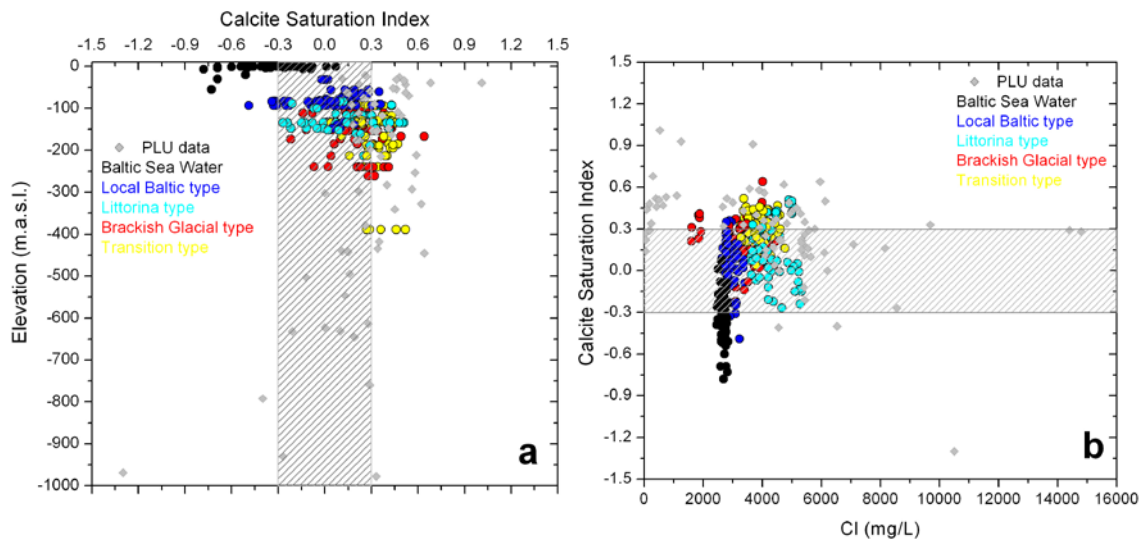 Calcite Saturation Index
-1.5 -1.2 -0.9 -0.6 -0.3 0.0 0.3 0.6 0.9 1.2 1.5
0
-100
-200
-300
-400
-500
-600
-700
-800
-900
-1000
Elevation (m.a.s.l.)
PLU data
Baltic Sea Water
Local Baltic type
Littorina type
Brackish Glacial type
Transition type
a
1.5
1.2
0.9
0.6
0.3
0.0
-0.3
-0.6
-0.9
-1.2
-1.5
Calcite Saturation Index
PLU data
Baltic Sea Water
Local Baltic type
Littorina type
Brackish Glacial type
Transition type
b
0 2000 4000 6000 8000 10000 12000 14000 16000
Cl (mg/L)